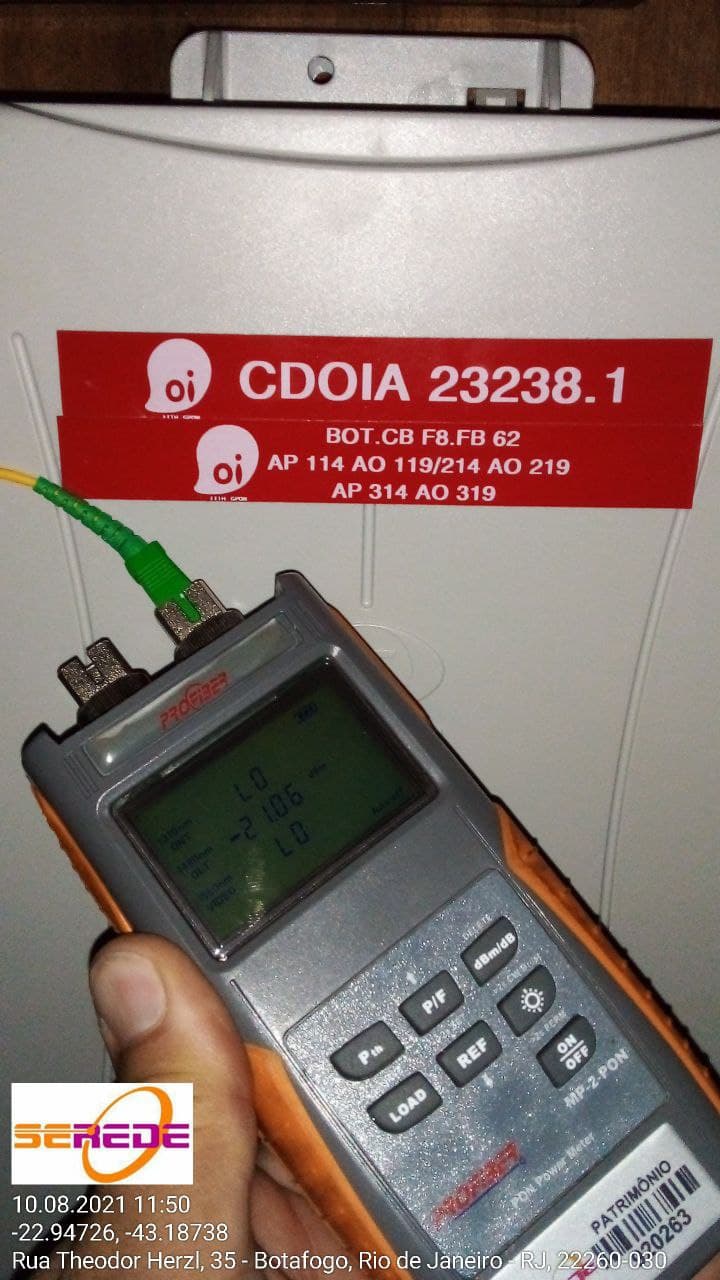 oi
CDOIA 23238.1
oi
BOT.CB F8.FB 62
AP 114 AO 119/214 AO 219
AP 314 AO 319
PROFIBER
LO
1310nm
ONT
-21.06
dBm
LO
DELETE
dBm/dB
P/F
Pth
REF
LOAD
ON
OFF
MP-2-PON
PROFIBER
PON Power Meter
PATRIMÔNIO
SEREDE
10.08.2021 11:50
-22.94726, -43.18738
Rua Theodor Herzl, 35 - Botafogo, Rio de Janeiro - RJ, 22260-030